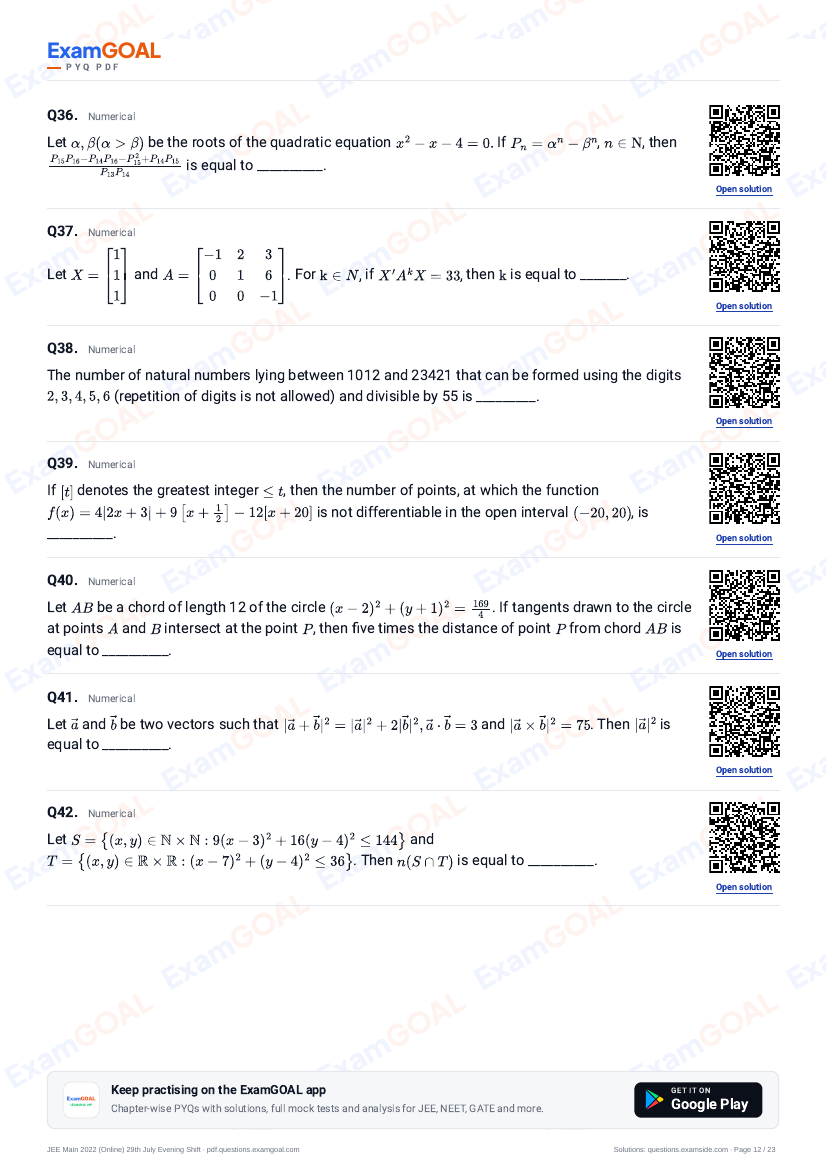 ExamGOAL
PYQ PDF
Q36. Numerical
Let α, β(α > β) be the roots of the quadratic equation x² − x − 4 = 0. If Pₙ = αⁿ − βⁿ, n ∈ ℕ, then
(P₁₅P₁₆−P₁₄P₁₆−P₁₅²+P₁₄P₁₅)/(P₁₃P₁₄) is equal to __________.
Open solution
Q37. Numerical
Let X = [1; 1; 1] and A = [−1 2 3; 0 1 6; 0 0 −1]. For k ∈ N, if X′AᵏX = 33, then k is equal to _______.
Open solution
Q38. Numerical
The number of natural numbers lying between 1012 and 23421 that can be formed using the digits
2, 3, 4, 5, 6 (repetition of digits is not allowed) and divisible by 55 is _________.
Open solution
Q39. Numerical
If [t] denotes the greatest integer ≤ t, then the number of points, at which the function
f(x) = 4|2x + 3| + 9[x + 1/2] − 12[x + 20] is not differentiable in the open interval (−20, 20), is
__________.
Open solution
Q40. Numerical
Let AB be a chord of length 12 of the circle (x − 2)² + (y + 1)² = 169/4. If tangents drawn to the circle
at points A and B intersect at the point P, then five times the distance of point P from chord AB is
equal to __________.
Open solution
Q41. Numerical
Let a⃗ and b⃗ be two vectors such that |a⃗ + b⃗|² = |a⃗|² + 2|b⃗|², a⃗ · b⃗ = 3 and |a⃗ × b⃗|² = 75. Then |a⃗|² is
equal to __________.
Open solution
Q42. Numerical
Let S = {(x, y) ∈ ℕ × ℕ : 9(x − 3)² + 16(y − 4)² ≤ 144} and
T = {(x, y) ∈ ℝ × ℝ : (x − 7)² + (y − 4)² ≤ 36}. Then n(S ∩ T) is equal to __________.
Open solution
Keep practising on the ExamGOAL app
Chapter-wise PYQs with solutions, full mock tests and analysis for JEE, NEET, GATE and more.
GET IT ON
Google Play
JEE Main 2022 (Online) 29th July Evening Shift · pdf.questions.examgoal.com
Solutions: questions.examside.com · Page 12 / 23